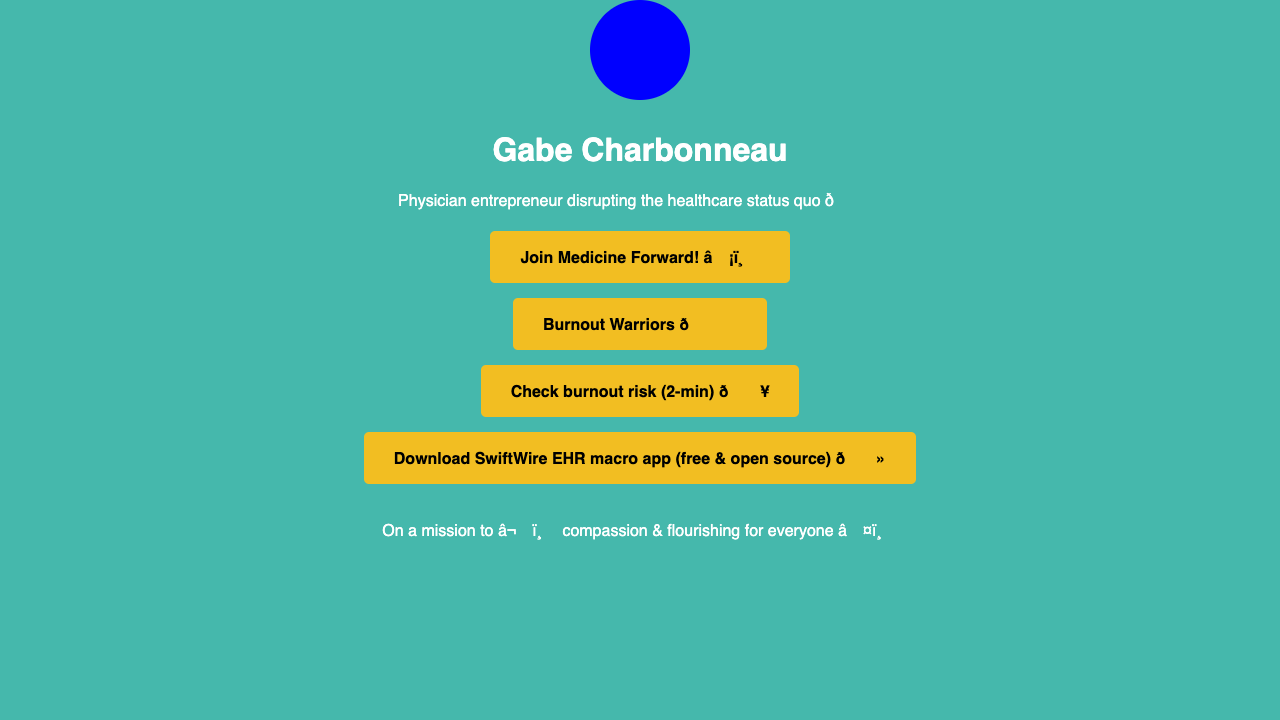 Gabe Charbonneau
Physician entrepreneur disrupting the healthcare status quo ð
Join Medicine Forward! â ¡ï¸
Burnout Warriors ð
Check burnout risk (2-min) ð ¥
Download SwiftWire EHR macro app (free & open source) ð »
On a mission to â¬ ï¸ compassion & flourishing for everyone â ¤ï¸